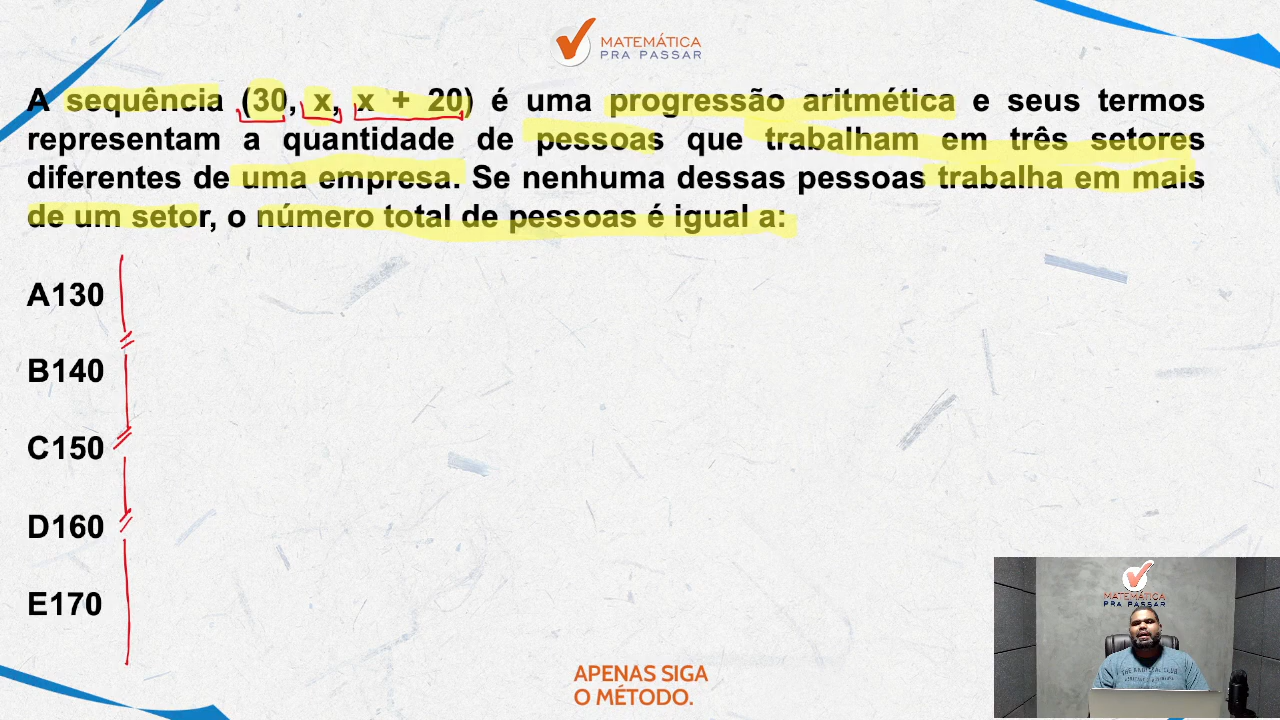 MATEMÁTICA
PRA PASSAR
A sequência (30, x, x + 20) é uma progressão aritmética e seus termos
representam a quantidade de pessoas que trabalham em três setores
diferentes de uma empresa. Se nenhuma dessas pessoas trabalha em mais
de um setor, o número total de pessoas é igual a:
A130
B140
C150
D160
E170
MATEMÁTICA
PRA PASSAR
APENAS SIGA
O MÉTODO.